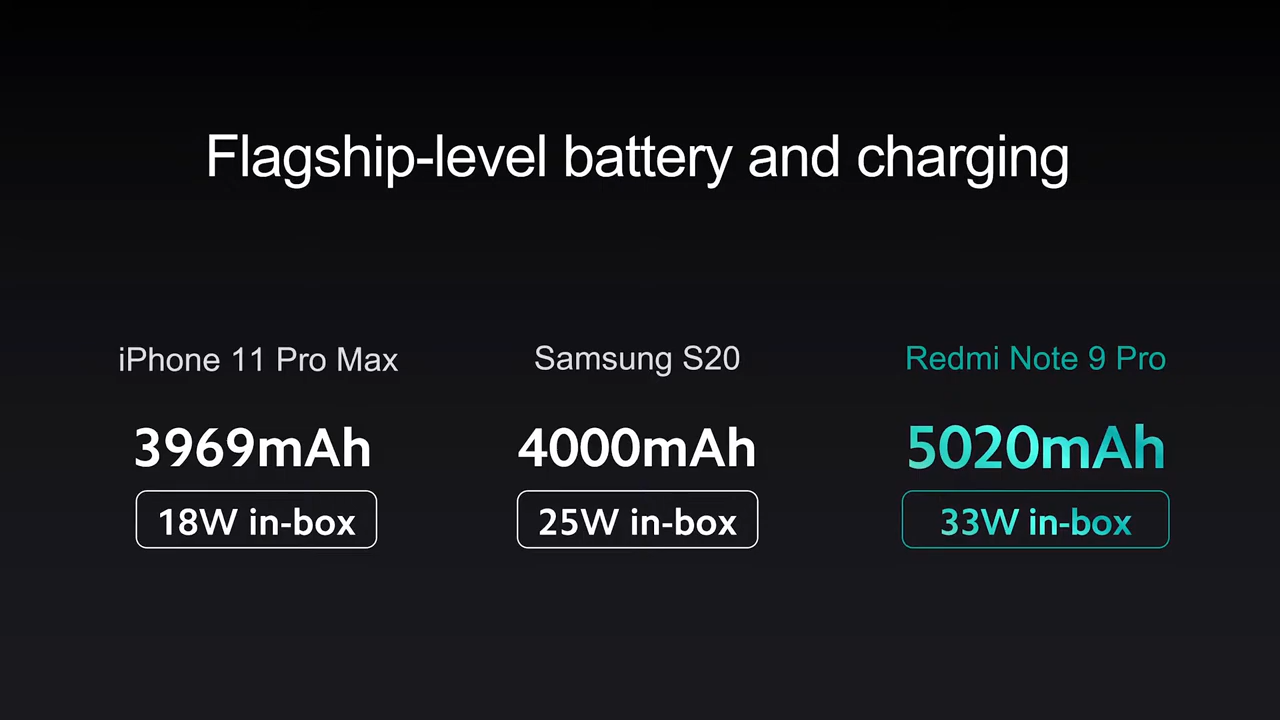 Flagship-level battery and charging
iPhone 11 Pro Max
3969mAh
18W in-box
Samsung S20
4000mAh
25W in-box
Redmi Note 9 Pro
5020mAh
33W in-box